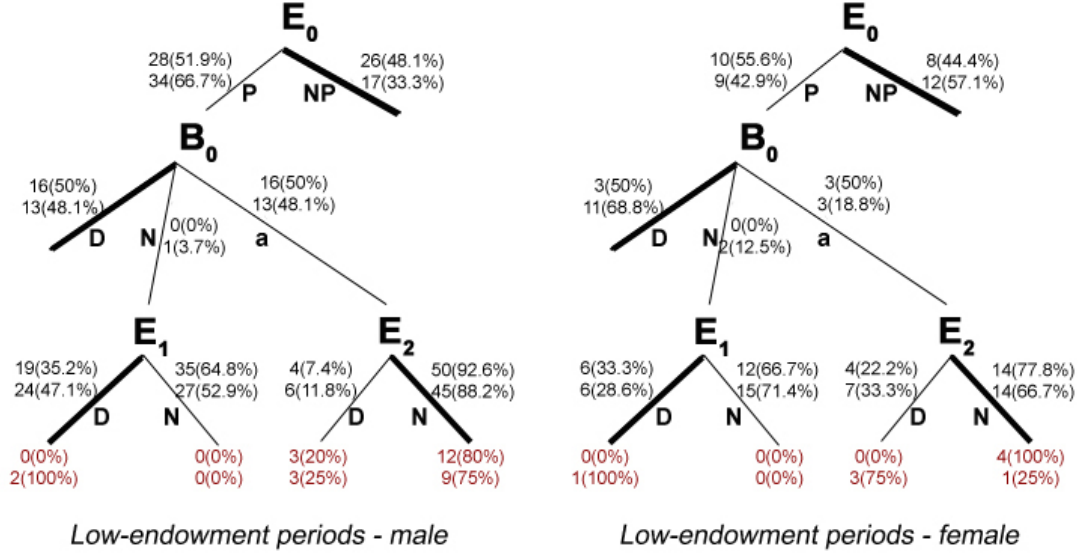 E0
28(51.9%)
34(66.7%)
26(48.1%)
17(33.3%)
P
NP
B0
16(50%)
13(48.1%)
16(50%)
13(48.1%)
0(0%)
1(3.7%)
D
N
a
E1
E2
19(35.2%)
24(47.1%)
35(64.8%)
27(52.9%)
4(7.4%)
6(11.8%)
50(92.6%)
45(88.2%)
D
N
D
N
0(0%)
2(100%)
0(0%)
0(0%)
3(20%)
3(25%)
12(80%)
9(75%)
Low-endowment periods - male
E0
10(55.6%)
9(42.9%)
8(44.4%)
12(57.1%)
P
NP
B0
3(50%)
11(68.8%)
3(50%)
3(18.8%)
0(0%)
2(12.5%)
D
N
a
E1
E2
6(33.3%)
6(28.6%)
12(66.7%)
15(71.4%)
4(22.2%)
7(33.3%)
14(77.8%)
14(66.7%)
D
N
D
N
0(0%)
1(100%)
0(0%)
0(0%)
0(0%)
3(75%)
4(100%)
1(25%)
Low-endowment periods - female